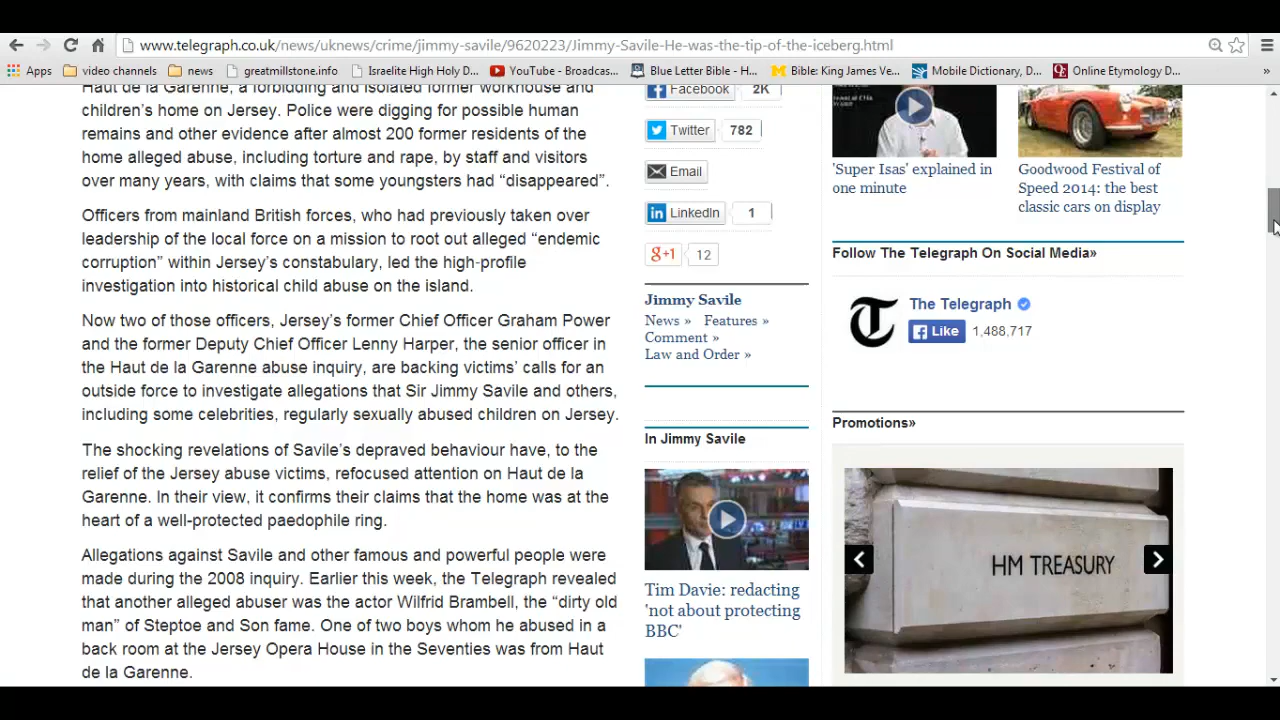 www.telegraph.co.uk/news/uknews/crime/jimmy-savile/9620223/Jimmy-Savile-He-was-the-tip-of-the-iceberg.html
Apps
video channels
news
greatmillstone.info
Israelite High Holy D...
YouTube - Broadcas...
Blue Letter Bible - H...
Bible: King James Ve...
Mobile Dictionary, D...
Online Etymology D...
»
Haut de la Garenne, a forbidding and isolated former workhouse and
children's home on Jersey. Police were digging for possible human
remains and other evidence after almost 200 former residents of the
home alleged abuse, including torture and rape, by staff and visitors
over many years, with claims that some youngsters had “disappeared”.
Officers from mainland British forces, who had previously taken over
leadership of the local force on a mission to root out alleged “endemic
corruption” within Jersey’s constabulary, led the high-profile
investigation into historical child abuse on the island.
Now two of those officers, Jersey’s former Chief Officer Graham Power
and the former Deputy Chief Officer Lenny Harper, the senior officer in
the Haut de la Garenne abuse inquiry, are backing victims’ calls for an
outside force to investigate allegations that Sir Jimmy Savile and others,
including some celebrities, regularly sexually abused children on Jersey.
The shocking revelations of Savile’s depraved behaviour have, to the
relief of the Jersey abuse victims, refocused attention on Haut de la
Garenne. In their view, it confirms their claims that the home was at the
heart of a well-protected paedophile ring.
Allegations against Savile and other famous and powerful people were
made during the 2008 inquiry. Earlier this week, the Telegraph revealed
that another alleged abuser was the actor Wilfrid Brambell, the “dirty old
man” of Steptoe and Son fame. One of two boys whom he abused in a
back room at the Jersey Opera House in the Seventies was from Haut
de la Garenne.
Facebook 2K
Twitter 782
Email
LinkedIn 1
g+1 12
Jimmy Savile
News » Features »
Comment »
Law and Order »
In Jimmy Savile
Tim Davie: redacting
'not about protecting
BBC'
'Super Isas' explained in
one minute
Goodwood Festival of
Speed 2014: the best
classic cars on display
Follow The Telegraph On Social Media»
T
The Telegraph
Like 1,488,717
Promotions»
HM TREASURY